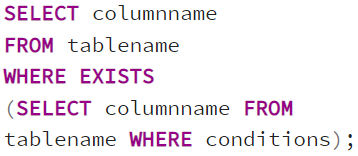 SELECT columnname
FROM tablename
WHERE EXISTS
(SELECT columnname FROM
tablename WHERE conditions);